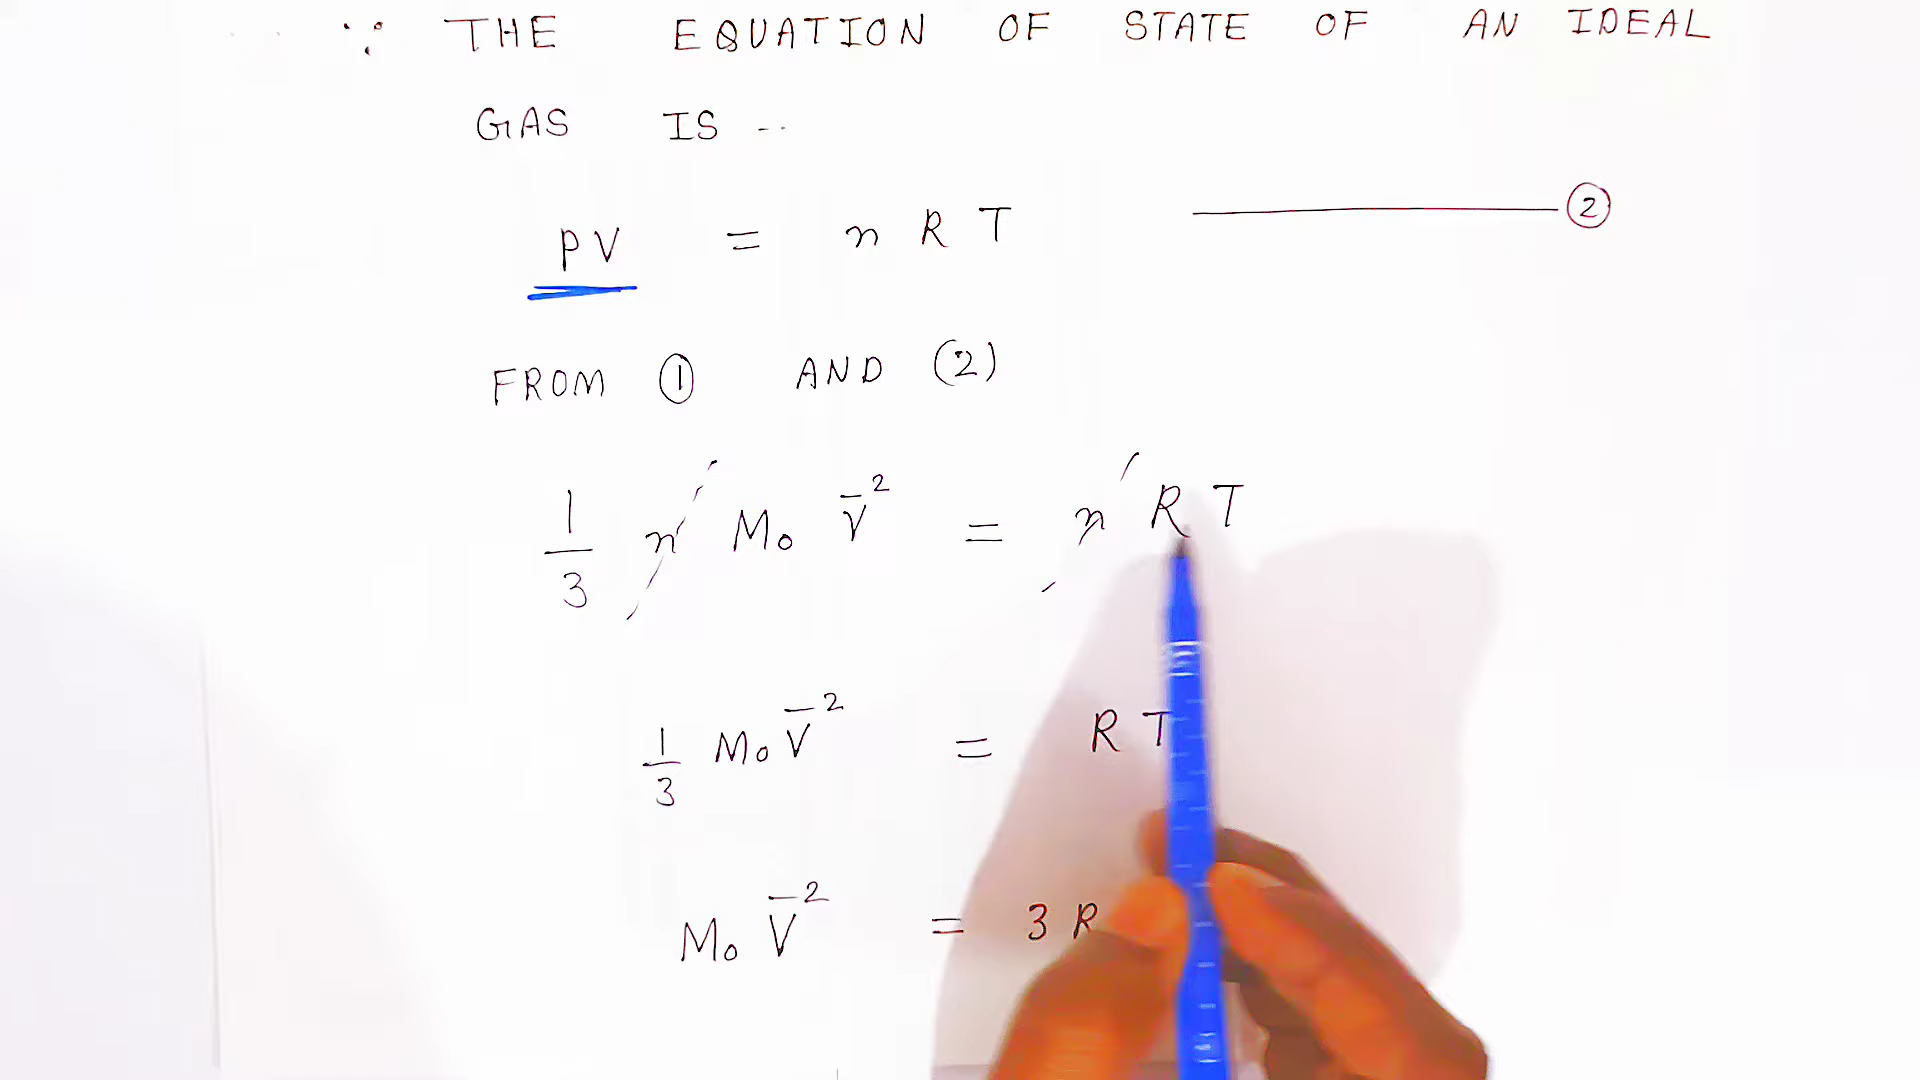 ∵ THE EQUATION OF STATE OF AN IDEAL
GAS IS --
PV = n R T ②
FROM ① AND (2)
1/3 n M₀ V̅² = n R T
1/3 M₀ V̅² = R T
M₀ V̅² = 3 R